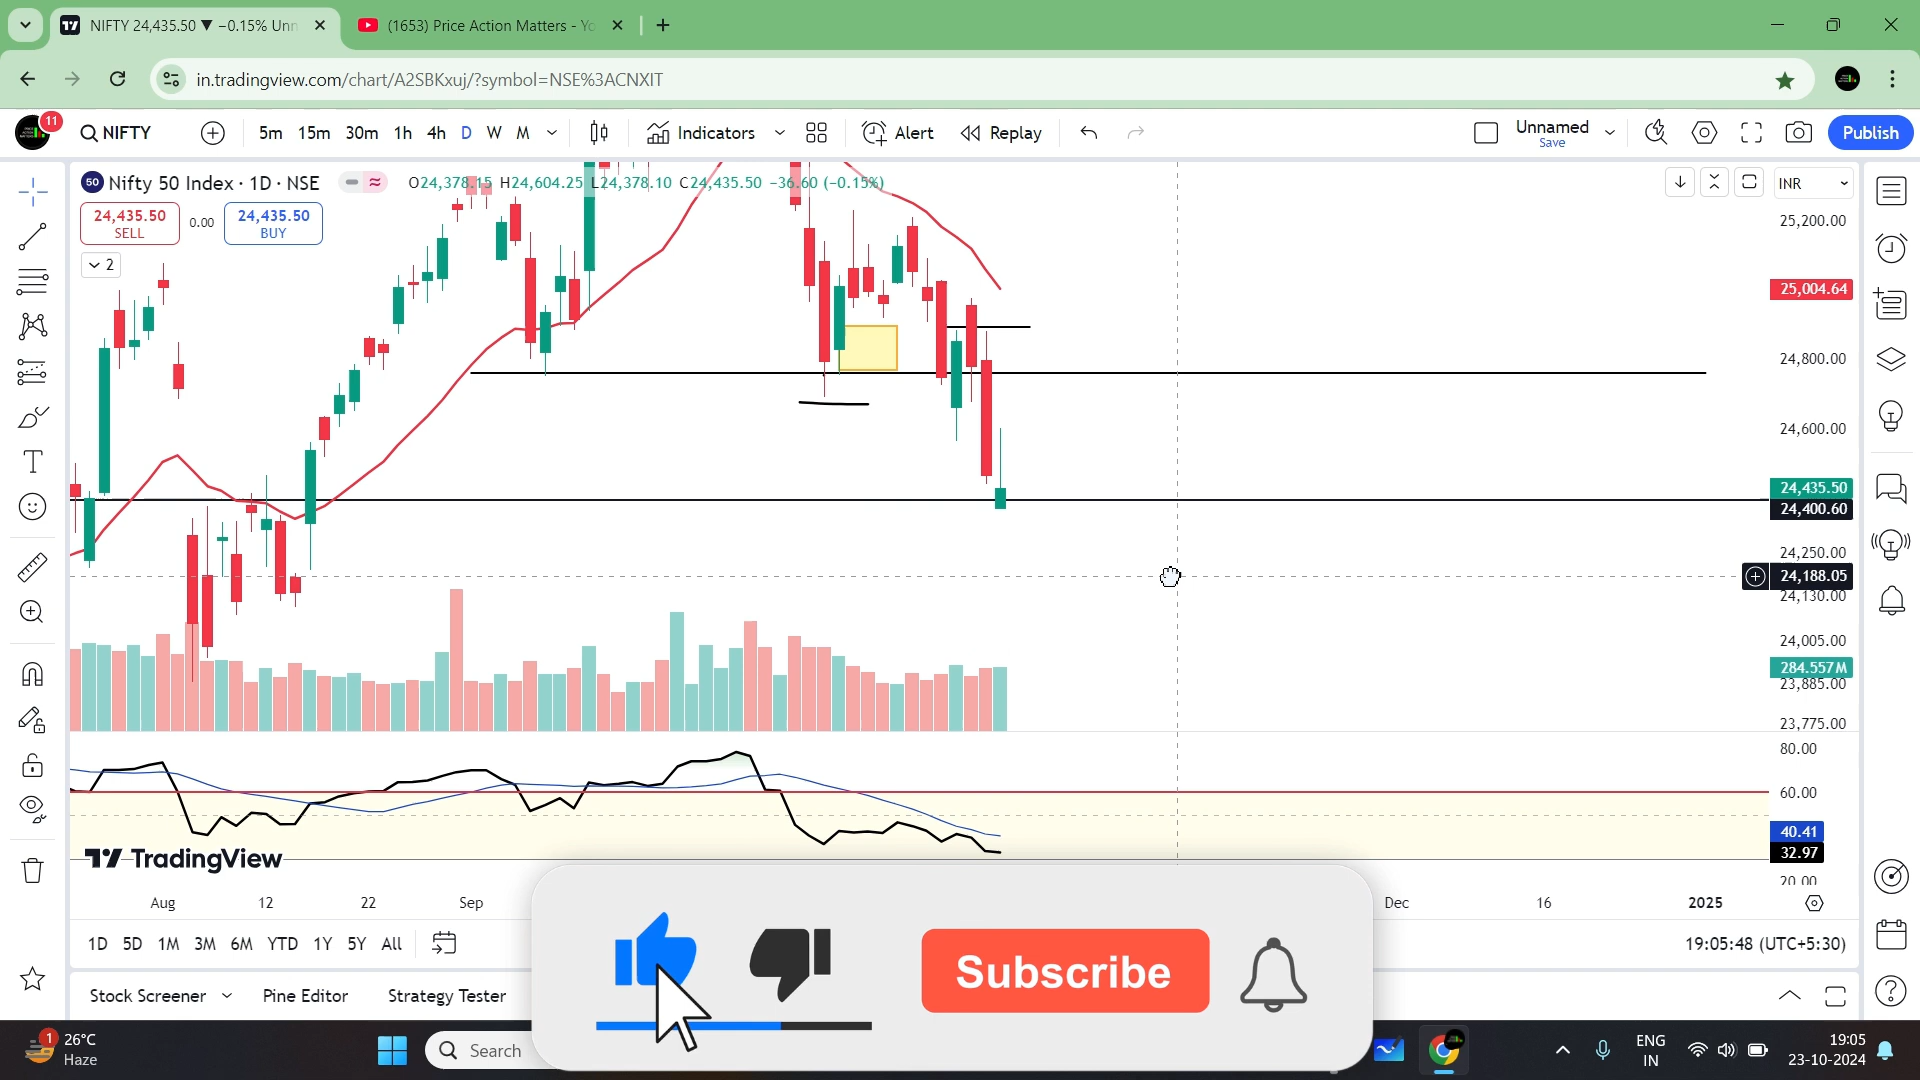 NIFTY 24,435.50 ▼ −0.15% Unn
(1653) Price Action Matters - Yo
in.tradingview.com/chart/A2SBKxuj/?symbol=NSE%3ACNXIT
11
NIFTY
5m 15m 30m 1h 4h D W M
Indicators
Alert
Replay
Unnamed
Save
Publish
50 Nifty 50 Index · 1D · NSE
O24,378.15 H24,604.25 L24,378.10 C24,435.50 −36.60 (−0.15%)
INR
24,435.50
SELL
0.00
24,435.50
BUY
2
25,200.00
25,004.64
24,800.00
24,600.00
24,435.50
24,400.60
24,250.00
24,188.05
24,130.00
24,005.00
284.557M
23,885.00
23,775.00
80.00
60.00
40.41
32.97
20.00
TradingView
Aug 12 22 Sep Dec 16 2025
1D 5D 1M 3M 6M YTD 1Y 5Y All
19:05:48 (UTC+5:30)
Stock Screener Pine Editor Strategy Tester
Subscribe
1
26°C
Haze
Search
ENG
IN
19:05
23-10-2024